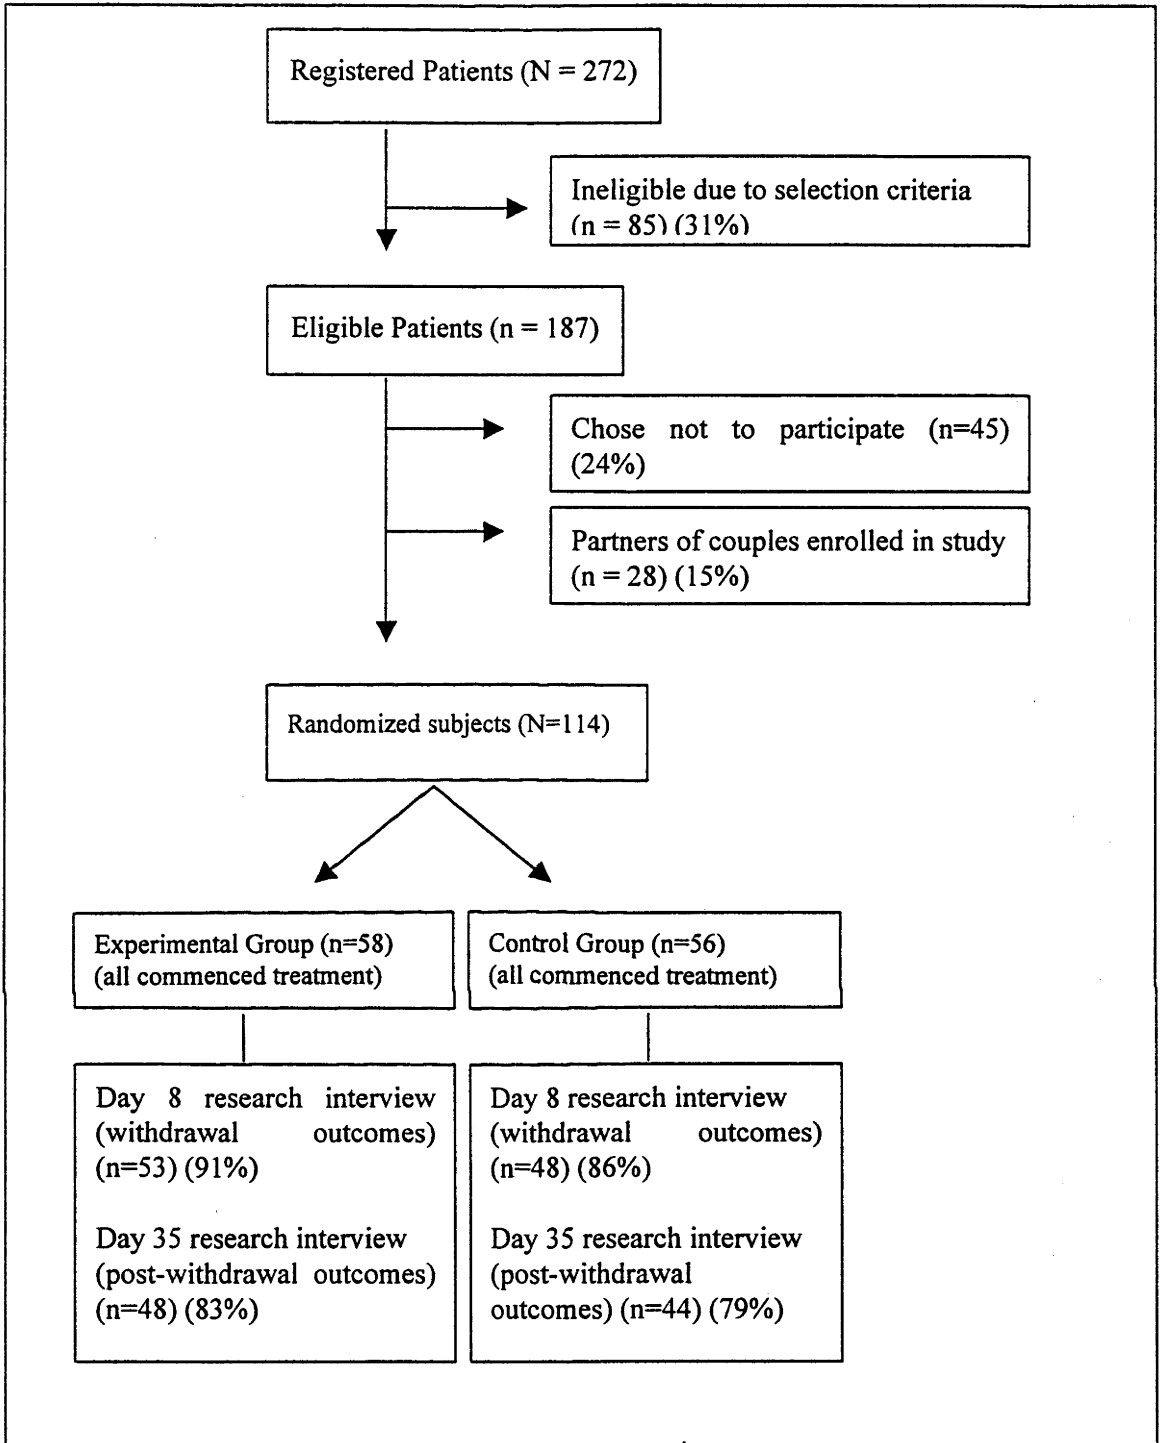 Registered Patients (N = 272)
Ineligible due to selection criteria
(n = 85) (31%)
Eligible Patients (n = 187)
Chose not to participate (n=45)
(24%)
Partners of couples enrolled in study
(n = 28) (15%)
Randomized subjects (N=114)
Experimental Group (n=58)
(all commenced treatment)
Control Group (n=56)
(all commenced treatment)
Day 8 research interview
(withdrawal outcomes)
(n=53) (91%)
Day 35 research interview
(post-withdrawal outcomes)
(n=48) (83%)
Day 8 research interview
(withdrawal outcomes)
(n=48) (86%)
Day 35 research interview
(post-withdrawal
outcomes) (n=44) (79%)